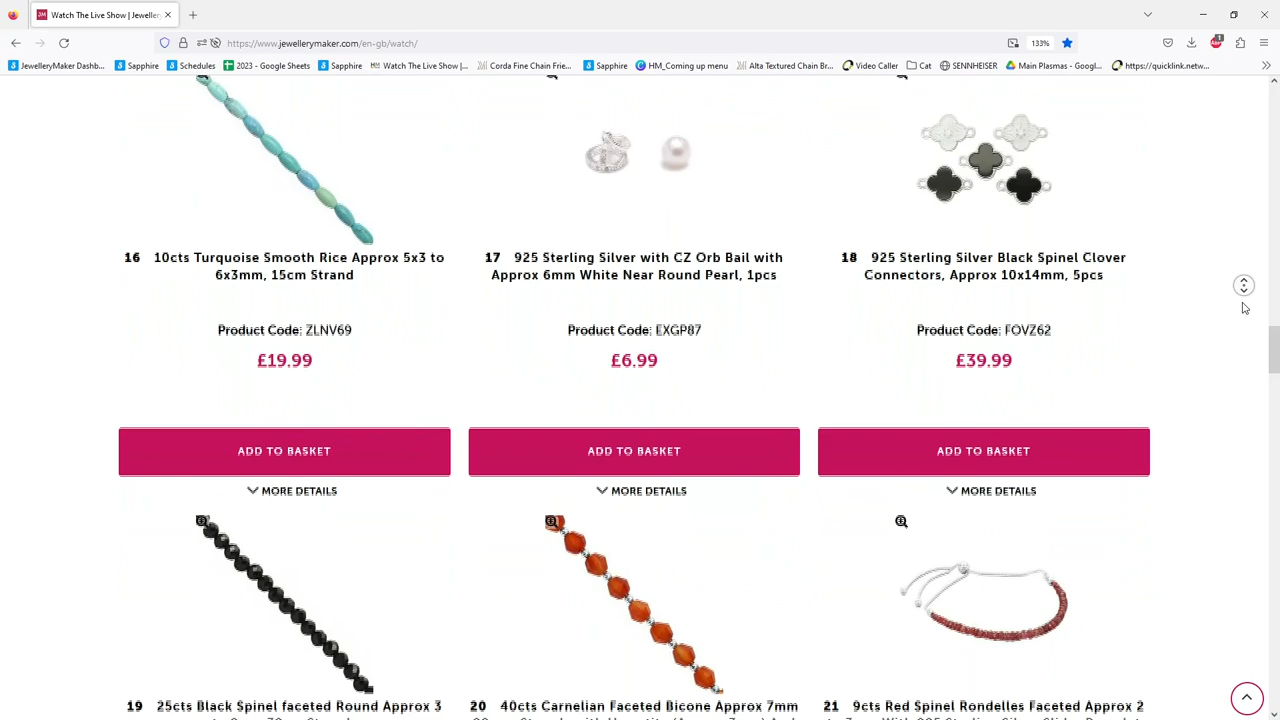 Watch The Live Show | Jeweller
https://www.jewellerymaker.com/en-gb/watch/
133%
JewelleryMaker Dashb...
Sapphire
Schedules
2023 - Google Sheets
Sapphire
Watch The Live Show |...
Corda Fine Chain Frie...
Sapphire
HM_Coming up menu
Alta Textured Chain Br...
Video Caller
Cat
SENNHEISER
Main Plasmas - Googl...
https://quicklink.netw...
16 10cts Turquoise Smooth Rice Approx 5x3 to
6x3mm, 15cm Strand
Product Code: ZLNV69
£19.99
ADD TO BASKET
MORE DETAILS
17 925 Sterling Silver with CZ Orb Bail with
Approx 6mm White Near Round Pearl, 1pcs
Product Code: EXGP87
£6.99
ADD TO BASKET
MORE DETAILS
18 925 Sterling Silver Black Spinel Clover
Connectors, Approx 10x14mm, 5pcs
Product Code: FOVZ62
£39.99
ADD TO BASKET
MORE DETAILS
19 25cts Black Spinel faceted Round Approx 3
20 40cts Carnelian Faceted Bicone Approx 7mm
21 9cts Red Spinel Rondelles Faceted Approx 2